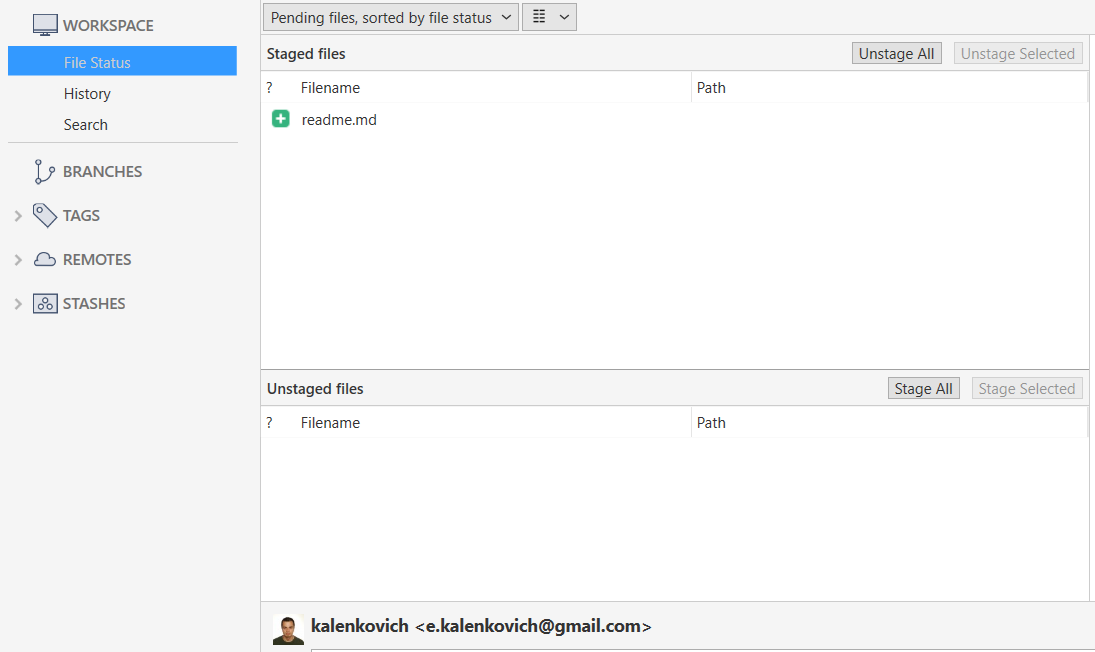 WORKSPACE
File Status
History
Search
BRANCHES
TAGS
REMOTES
STASHES
Pending files, sorted by file status
Staged files Unstage All Unstage Selected
? Filename Path
readme.md
Unstaged files Stage All Stage Selected
? Filename Path
kalenkovich <e.kalenkovich@gmail.com>